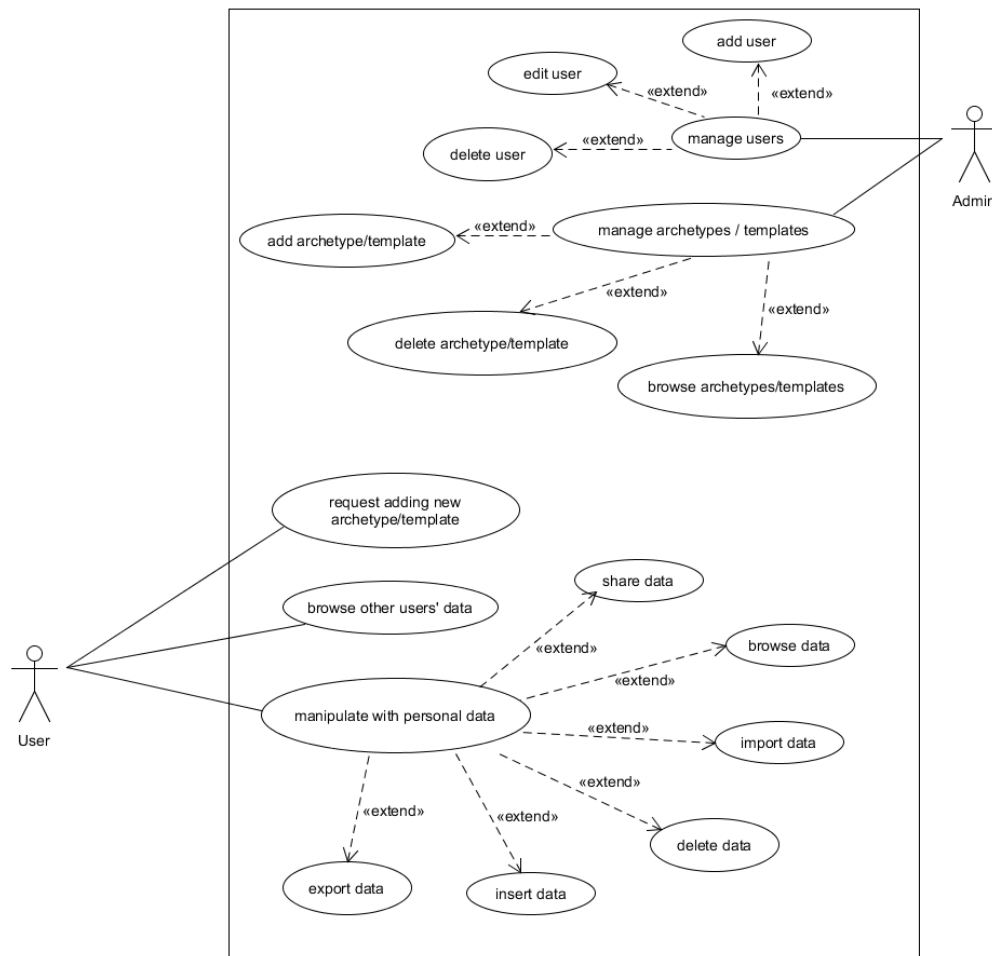 add user
edit user
«extend»
«extend»
manage users
«extend»
delete user
Admin
«extend»
manage archetypes / templates
add archetype/template
«extend»
«extend»
delete archetype/template
browse archetypes/templates
request adding new
archetype/template
share data
browse other users' data
«extend»
browse data
«extend»
manipulate with personal data
User
«extend»
import data
«extend»
«extend»
«extend»
delete data
export data
insert data